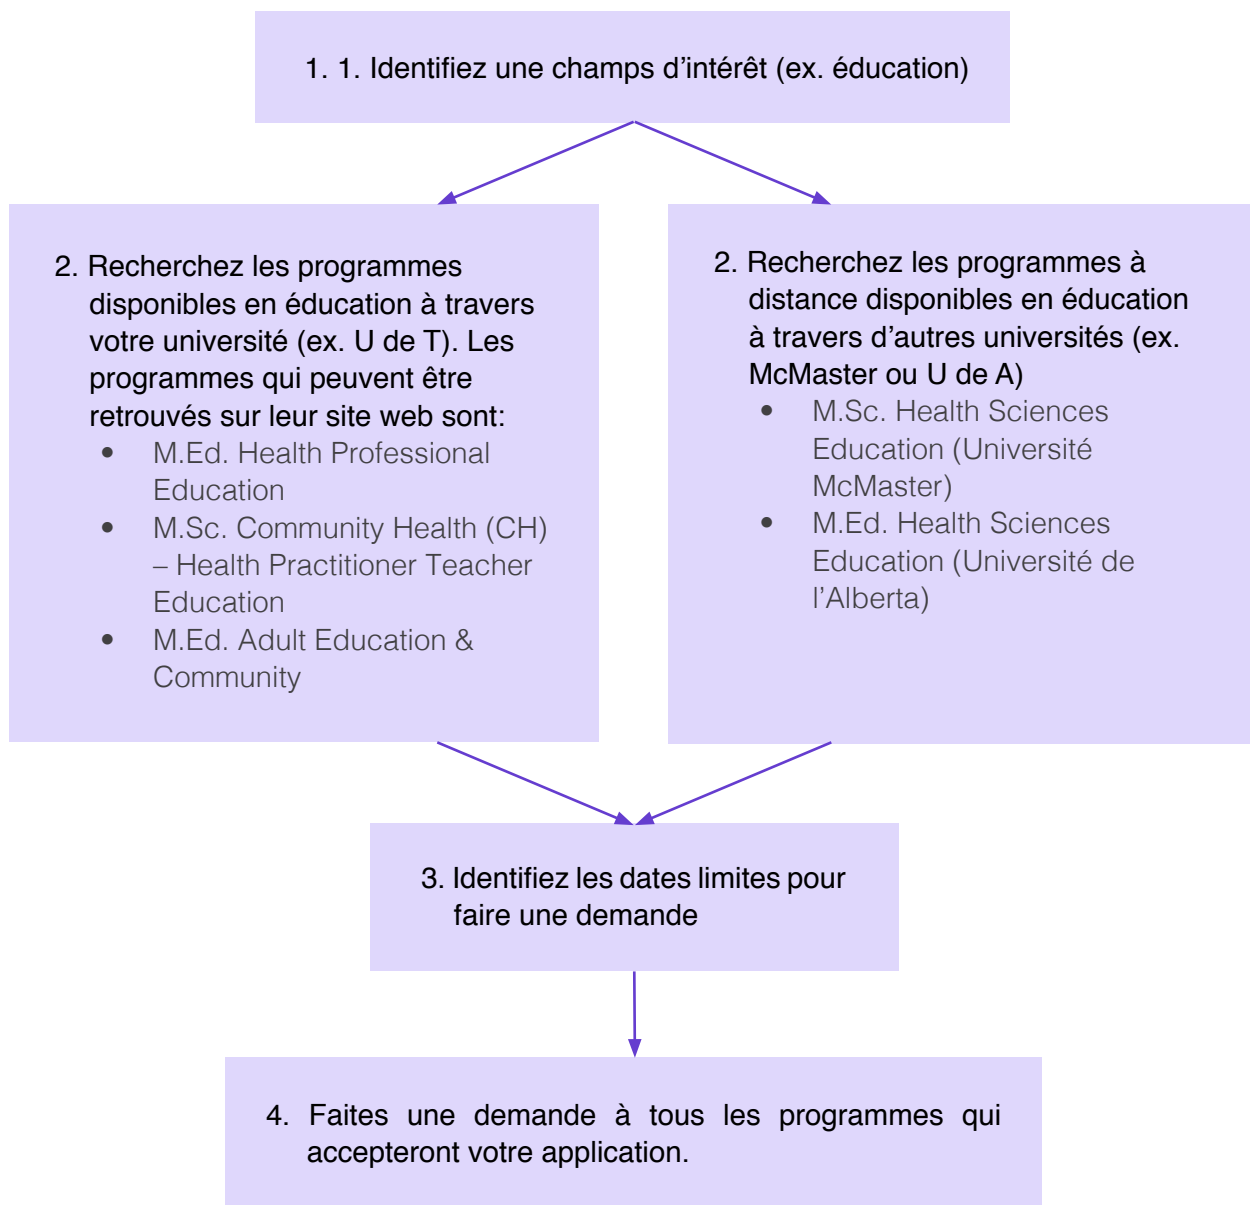 1. 1. Identifiez une champs d’intérêt (ex. éducation)
2. Recherchez les programmes
disponibles en éducation à travers
votre université (ex. U de T). Les
programmes qui peuvent être
retrouvés sur leur site web sont:
• M.Ed. Health Professional
Education
• M.Sc. Community Health (CH)
– Health Practitioner Teacher
Education
• M.Ed. Adult Education &
Community
2. Recherchez les programmes à
distance disponibles en éducation
à travers d’autres universités (ex.
McMaster ou U de A)
• M.Sc. Health Sciences
Education (Université
McMaster)
• M.Ed. Health Sciences
Education (Université de
l’Alberta)
3. Identifiez les dates limites pour
faire une demande
4. Faites une demande à tous les programmes qui
accepteront votre application.